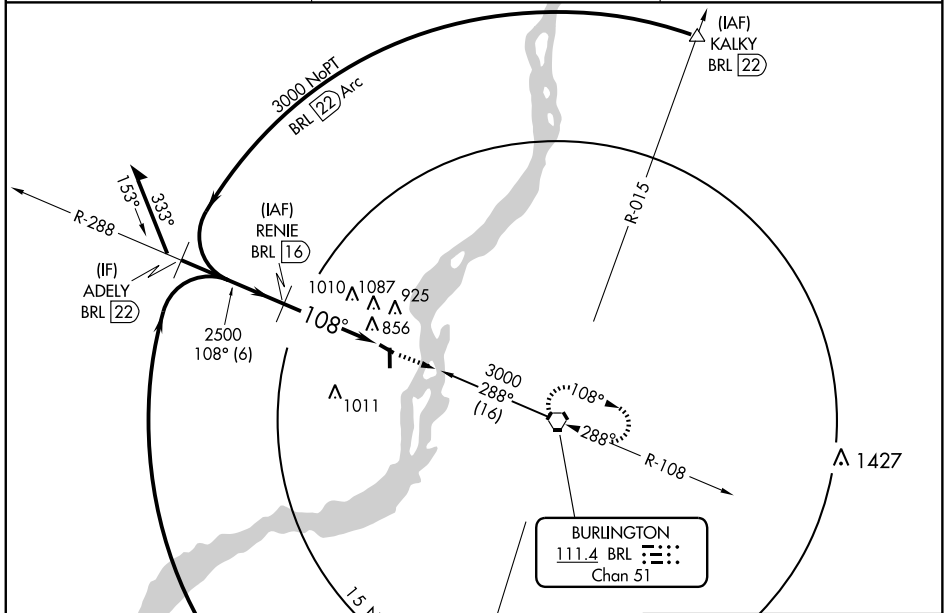 (IAF)
KALKY
BRL 22
3000 NoPT
BRL 22 Arc
R-015
153°
333°
R-288
(IAF)
RENIE
BRL 16
(IF)
ADELY
BRL 22
1010
1087
925
856
108°
2500
108° (6)
1011
3000
288°
(16)
108°
288°
R-108
1427
BURLINGTON
111.4 BRL
Chan 51
15 N